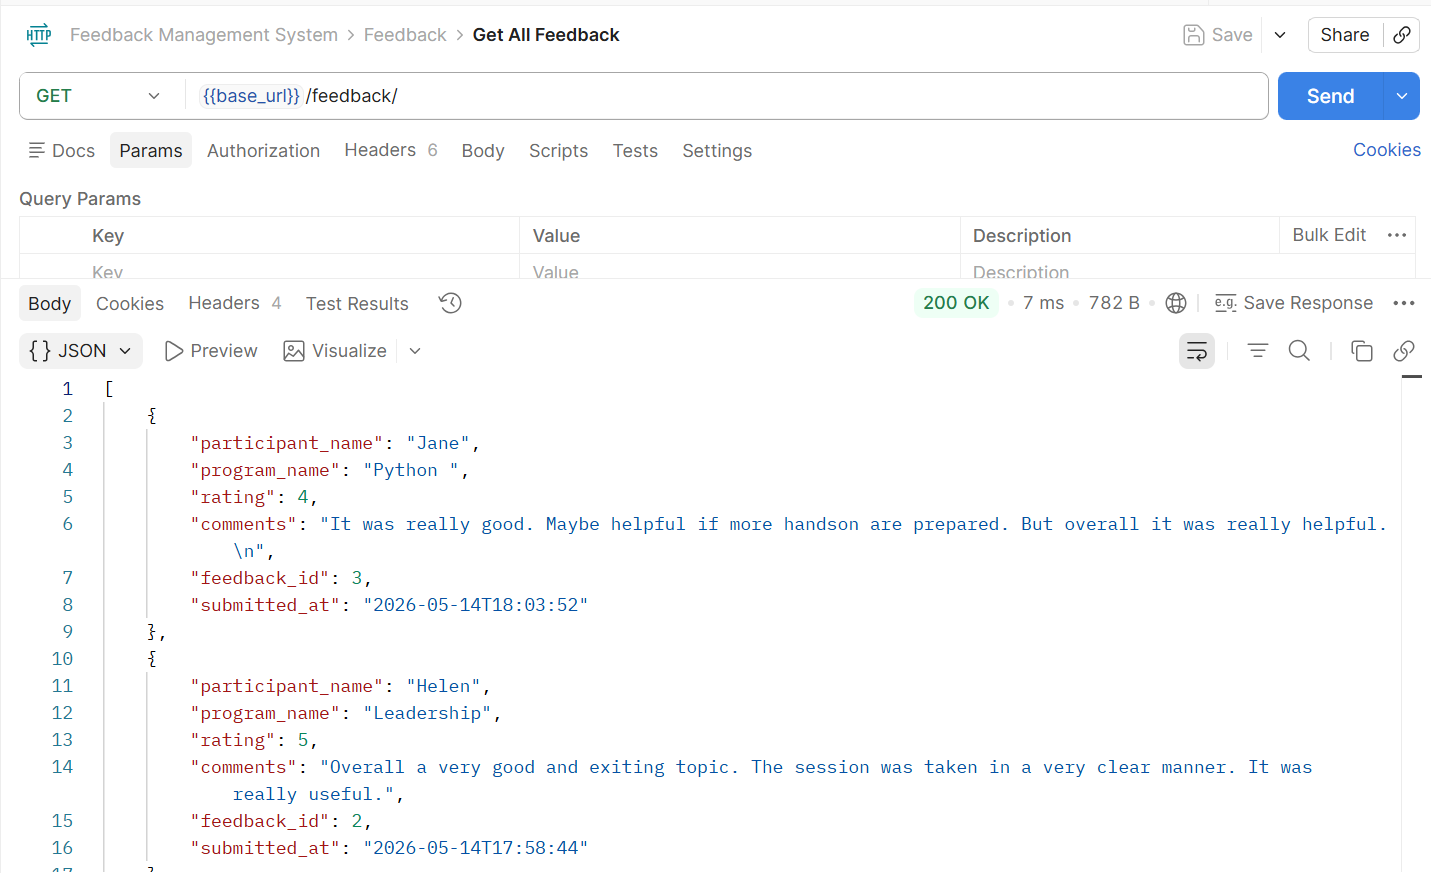 HTTP Feedback Management System > Feedback > Get All Feedback Save Share
GET {{base_url}} /feedback/ Send
Docs Params Authorization Headers 6 Body Scripts Tests Settings Cookies
Query Params
Key Value Description Bulk Edit
Key Value Description
Body Cookies Headers 4 Test Results 200 OK • 7 ms • 782 B • e.g. Save Response
{} JSON Preview Visualize
1 [
2 {
3 "participant_name": "Jane",
4 "program_name": "Python ",
5 "rating": 4,
6 "comments": "It was really good. Maybe helpful if more handson are prepared. But overall it was really helpful.
\n",
7 "feedback_id": 3,
8 "submitted_at": "2026-05-14T18:03:52"
9 },
10 {
11 "participant_name": "Helen",
12 "program_name": "Leadership",
13 "rating": 5,
14 "comments": "Overall a very good and exiting topic. The session was taken in a very clear manner. It was
really useful.",
15 "feedback_id": 2,
16 "submitted_at": "2026-05-14T17:58:44"
17 }